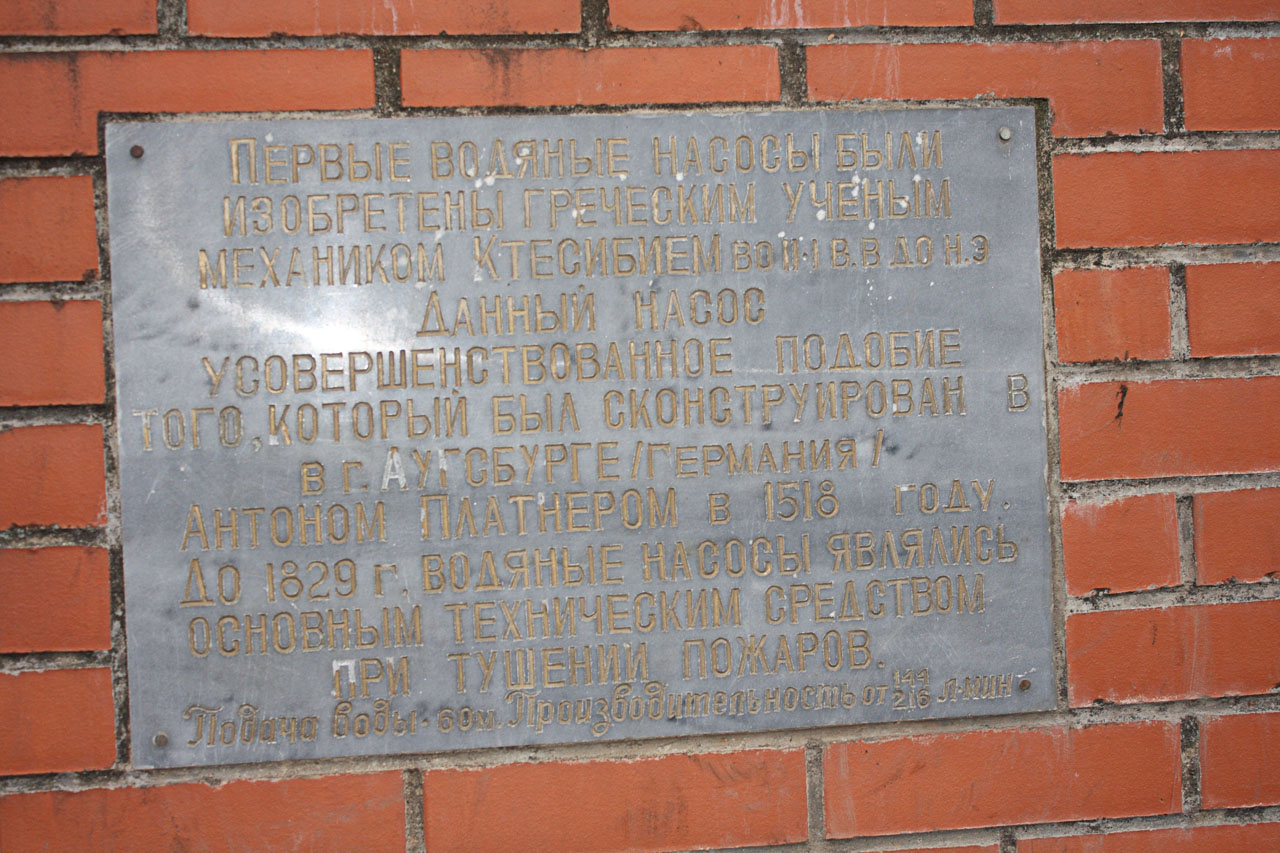 Первые водяные насосы были
изобретены греческим ученым
механиком Ктесибием во II-I в.в до н.э
Данный насос
усовершенствованное подобие
того, который был сконструирован в
в г. Аугсбурге /Германия/
Антоном Платнером в 1518 году.
До 1829 г. водяные насосы являлись
основным техническим средством
при тушении пожаров.
Подача воды - 60м. Производительность от 144/216 л-мин